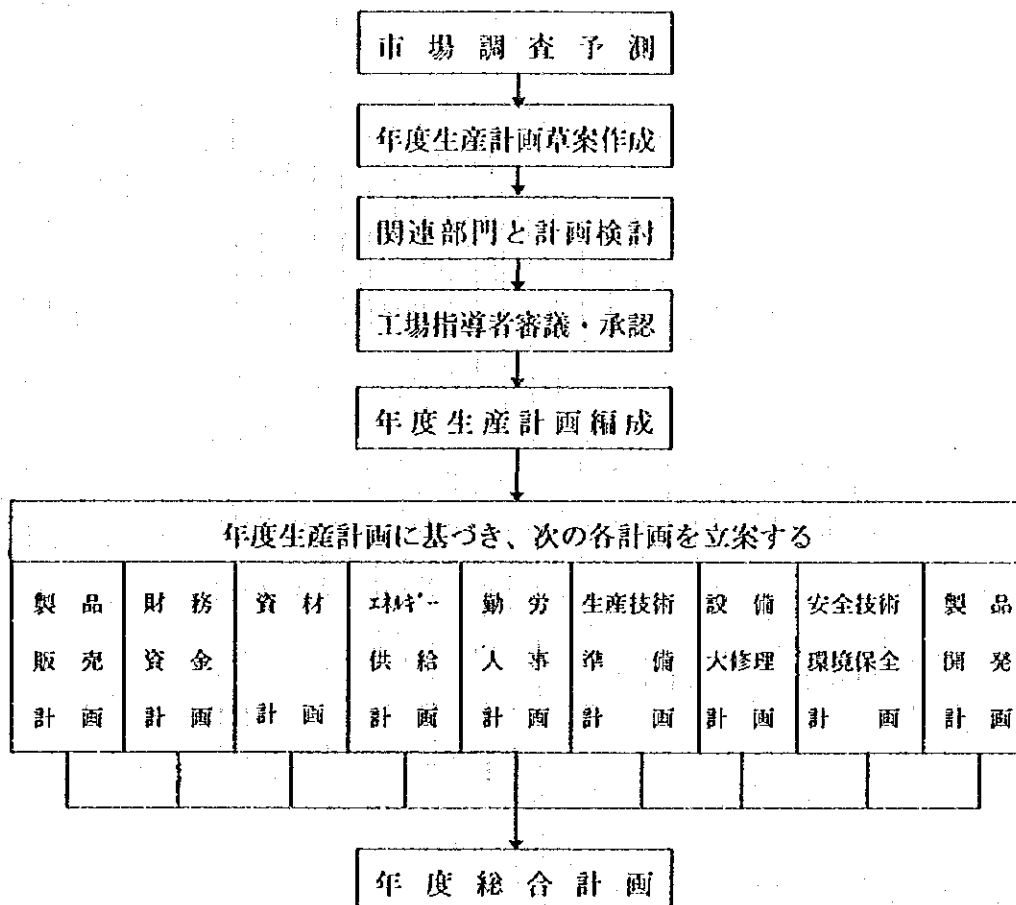 市場調査予測
年度生産計画草案作成
関連部門と計画検討
工場指導者審議・承認
年度生産計画編成
年度生産計画に基づき、次の各計画を立案する
製品
販売
計画
財務
資金
計画
資材
計画
エネルギー
供給
計画
勤労
人事
計画
生産技術
準備
計画
設備
大修理
計画
安全技術
環境保全
計画
製品
開発
計画
年度総合計画